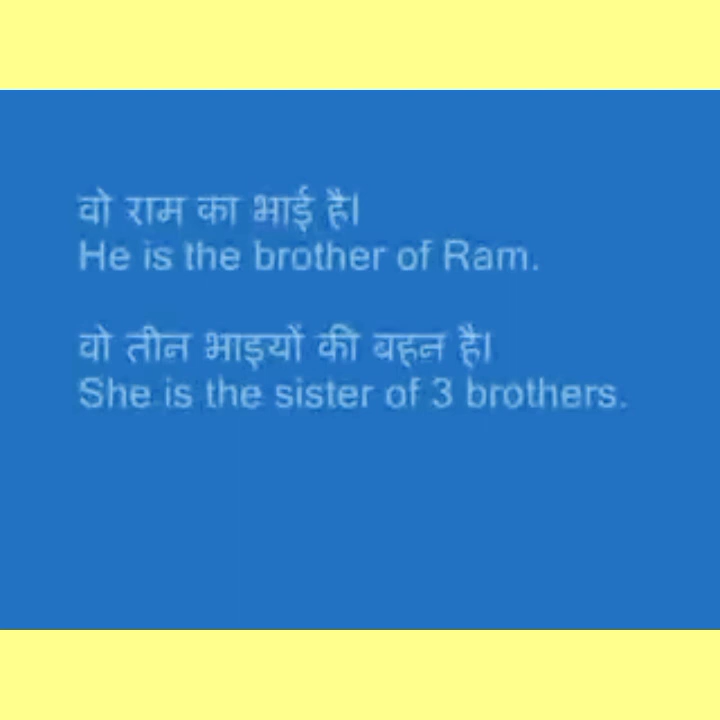 वो राम का भाई है।
He is the brother of Ram.
वो तीन भाइयों की बहन है।
She is the sister of 3 brothers.